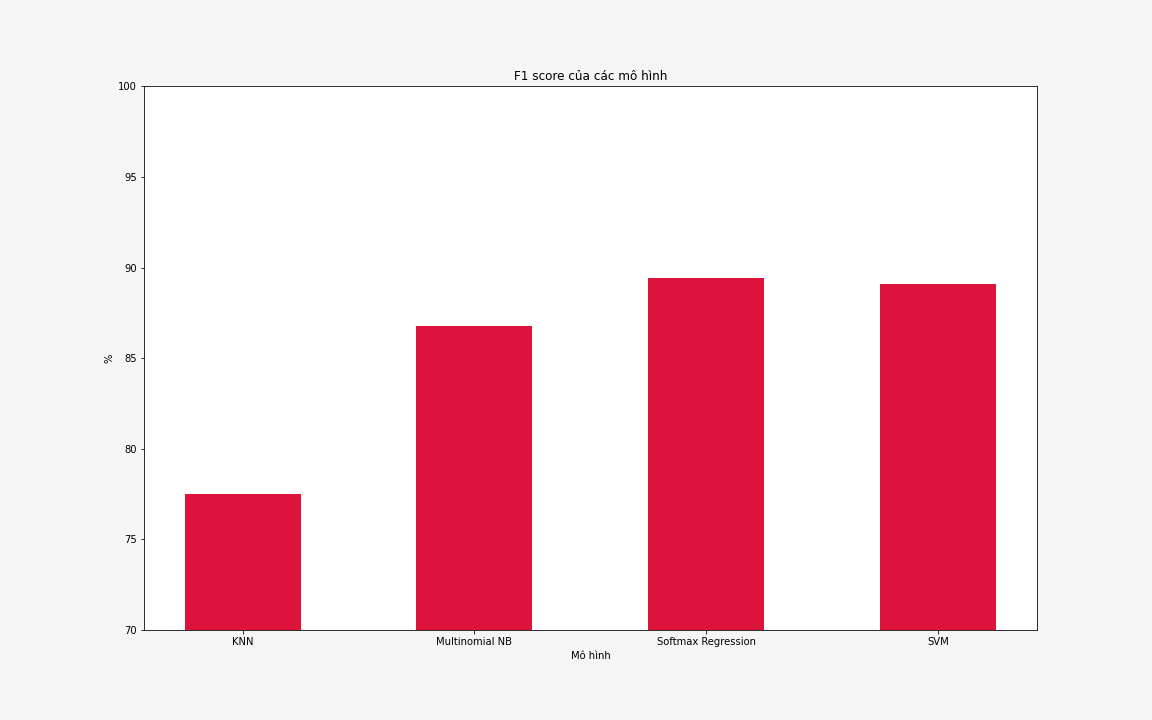 F1 score của các mô hình
100
95
90
85
80
75
70
%
KNN
Multinomial NB
Softmax Regression
SVM
Mô hình